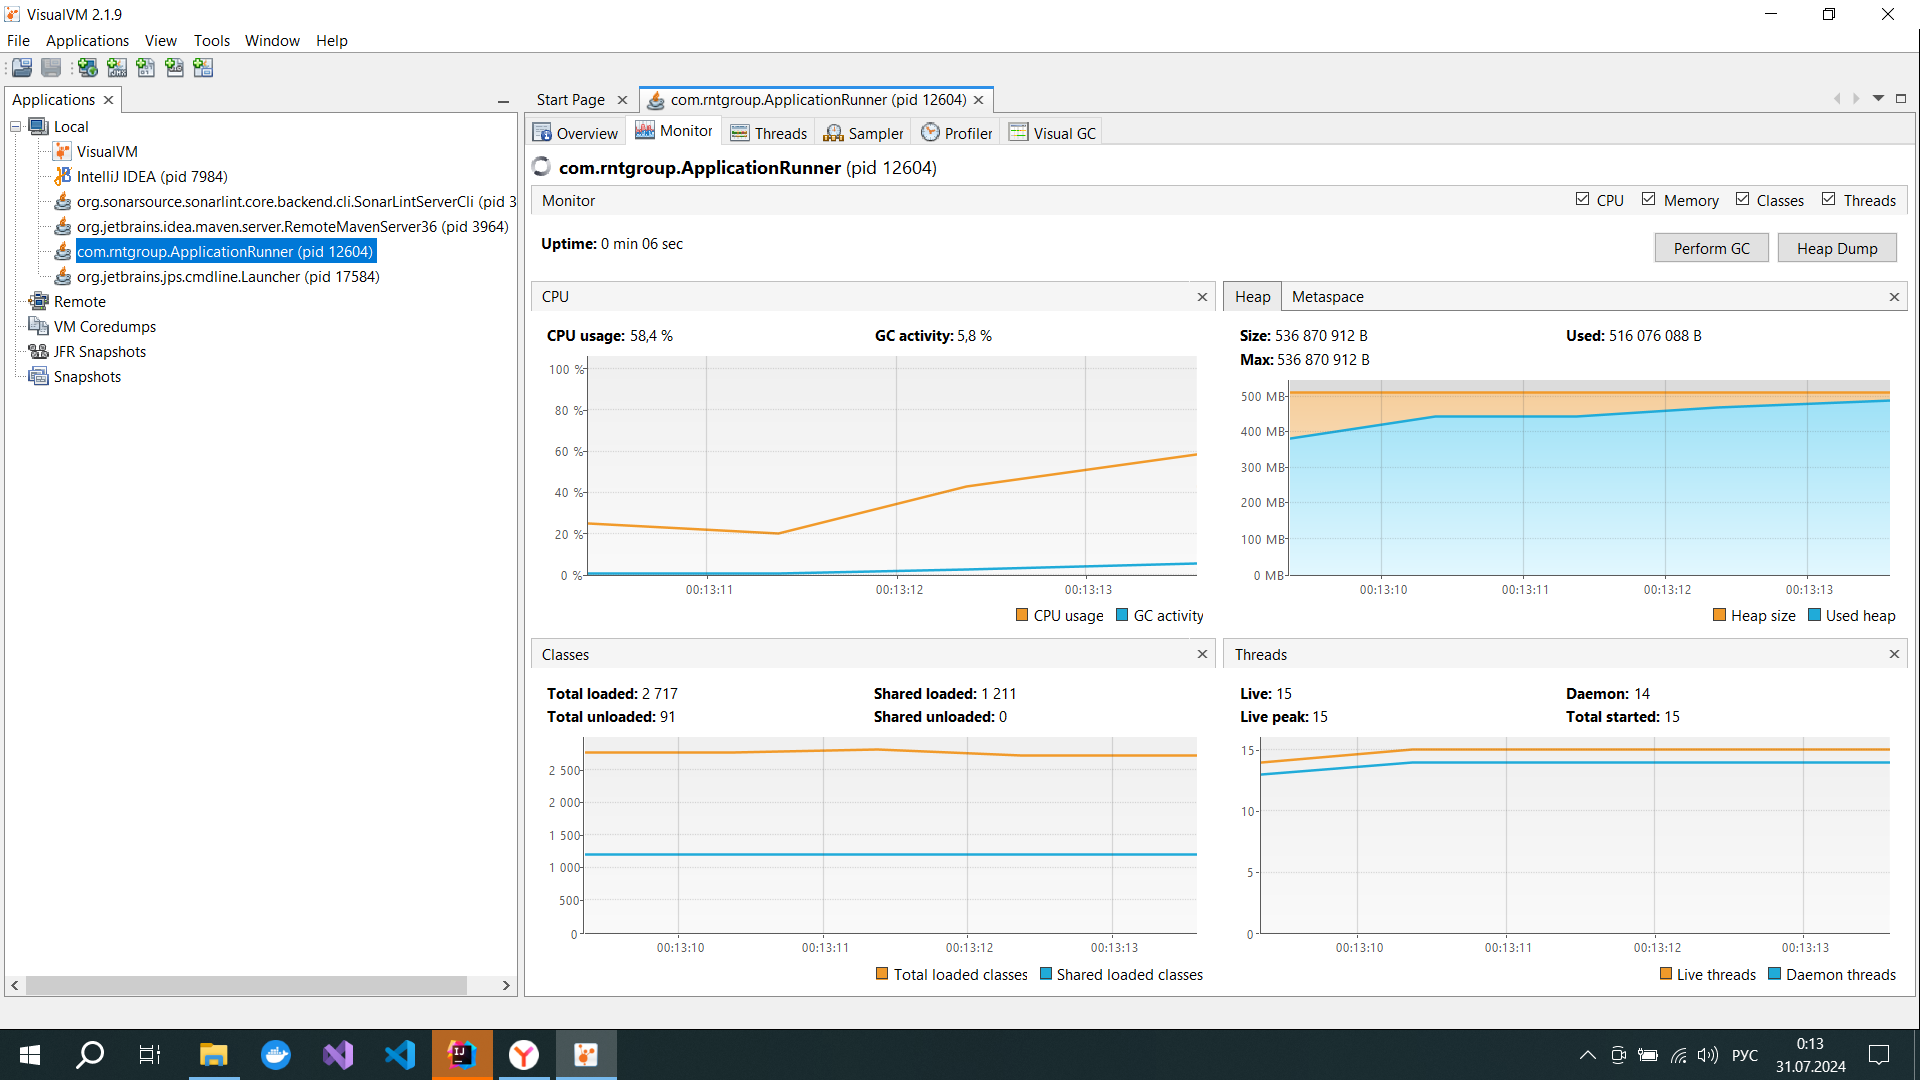 VisualVM 2.1.9
File Applications View Tools Window Help
Applications
Local
VisualVM
IntelliJ IDEA (pid 7984)
org.sonarsource.sonarlint.core.backend.cli.SonarLintServerCli (pid 3
org.jetbrains.idea.maven.server.RemoteMavenServer36 (pid 3964)
com.rntgroup.ApplicationRunner (pid 12604)
org.jetbrains.jps.cmdline.Launcher (pid 17584)
Remote
VM Coredumps
JFR Snapshots
Snapshots
Start Page com.rntgroup.ApplicationRunner (pid 12604)
Overview Monitor Threads Sampler Profiler Visual GC
com.rntgroup.ApplicationRunner (pid 12604)
Monitor CPU Memory Classes Threads
Uptime: 0 min 06 sec
Perform GC Heap Dump
CPU
CPU usage: 58,4 % GC activity: 5,8 %
100 %
80 %
60 %
40 %
20 %
0 %
00:13:11 00:13:12 00:13:13
CPU usage GC activity
Heap Metaspace
Size: 536 870 912 B Used: 516 076 088 B
Max: 536 870 912 B
500 MB
400 MB
300 MB
200 MB
100 MB
0 MB
00:13:10 00:13:11 00:13:12 00:13:13
Heap size Used heap
Classes
Total loaded: 2 717 Shared loaded: 1 211
Total unloaded: 91 Shared unloaded: 0
2 500
2 000
1 500
1 000
500
0
00:13:10 00:13:11 00:13:12 00:13:13
Total loaded classes Shared loaded classes
Threads
Live: 15 Daemon: 14
Live peak: 15 Total started: 15
15
10
5
0
00:13:10 00:13:11 00:13:12 00:13:13
Live threads Daemon threads
РУС
0:13
31.07.2024